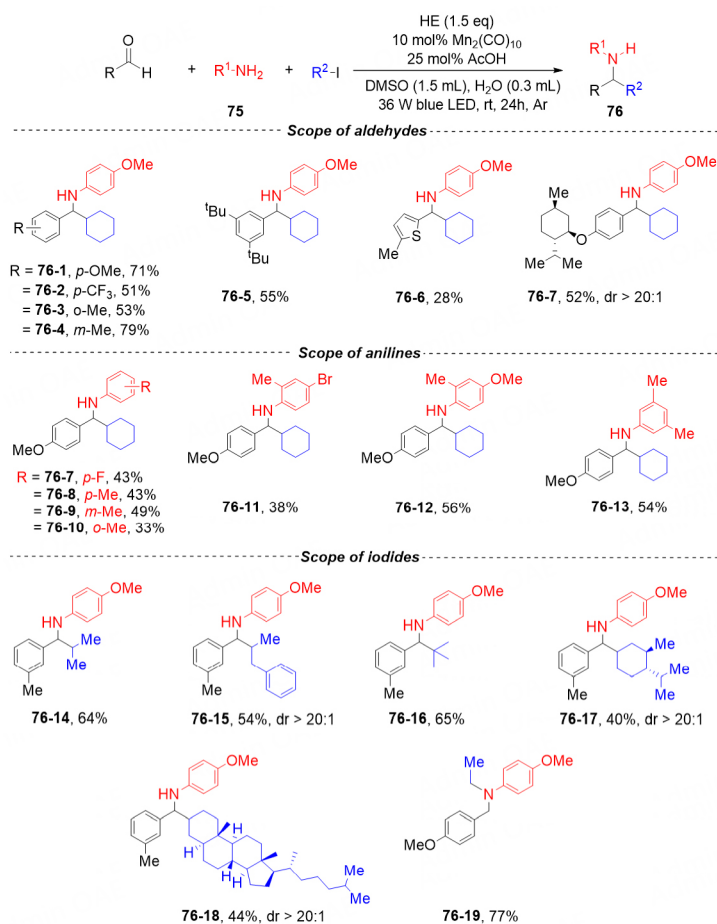 O
R H
+ R¹-NH₂ + R²-I
75
HE (1.5 eq)
10 mol% Mn₂(CO)₁₀
25 mol% AcOH
DMSO (1.5 mL), H₂O (0.3 mL)
36 W blue LED, rt, 24h, Ar
R¹ N H
R R²
76
Scope of aldehydes
OMe
HN
R
R = 76-1, p-OMe, 71%
= 76-2, p-CF₃, 51%
= 76-3, o-Me, 53%
= 76-4, m-Me, 79%
OMe
HN
ᵗBu
ᵗBu
76-5, 55%
OMe
HN
S
Me
76-6, 28%
OMe
HN
Me
O
Me
Me
76-7, 52%, dr > 20:1
Scope of anilines
R
HN
MeO
R = 76-7, p-F, 43%
= 76-8, p-Me, 43%
= 76-9, m-Me, 49%
= 76-10, o-Me, 33%
Me Br
HN
MeO
76-11, 38%
Me OMe
HN
MeO
76-12, 56%
Me
HN Me
MeO
76-13, 54%
Scope of iodides
OMe
HN
Me
Me
Me
76-14, 64%
OMe
HN
Me
Me
76-15, 54%, dr > 20:1
OMe
HN
Me
76-16, 65%
OMe
HN
Me
Me
Me
Me
76-17, 40%, dr > 20:1
OMe
HN
Me
H
H
H
H
Me
Me
76-18, 44%, dr > 20:1
Me
OMe
N
MeO
76-19, 77%